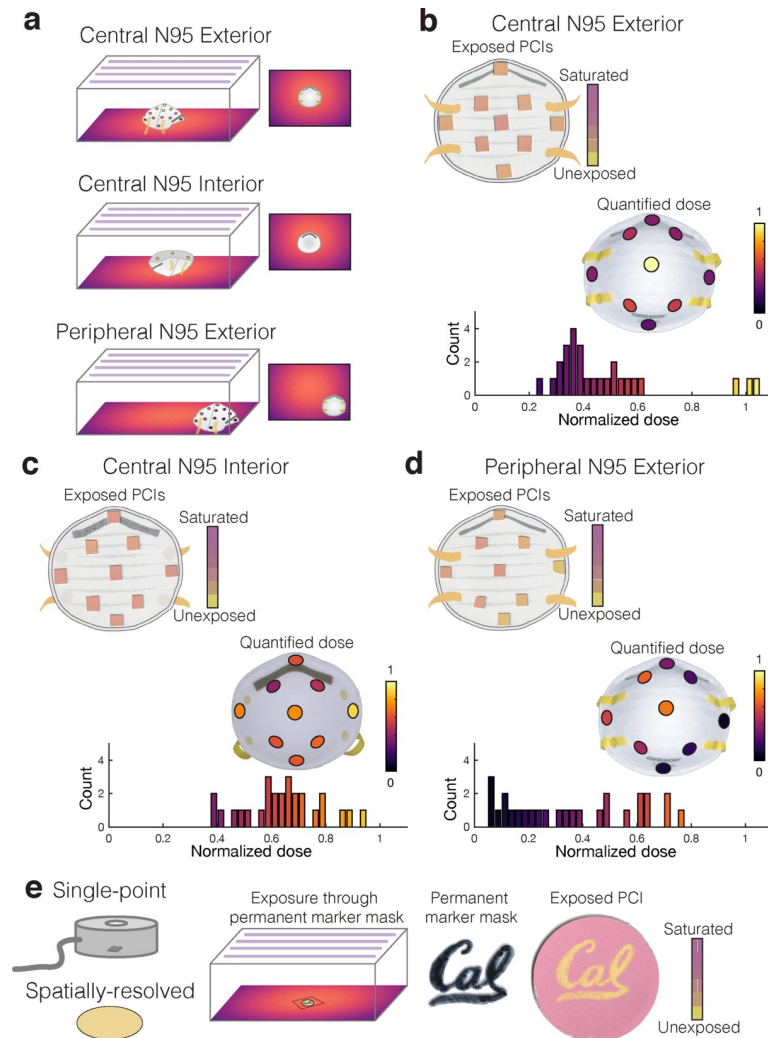 a
Central N95 Exterior
Central N95 Interior
Peripheral N95 Exterior
b
Central N95 Exterior
Exposed PCIs
Saturated
Unexposed
Quantified dose
1
0
Count
4
2
0
0
0.2
0.4
0.6
0.8
1
Normalized dose
c
Central N95 Interior
Exposed PCIs
Saturated
Unexposed
Quantified dose
1
0
Count
4
2
0
0
0.2
0.4
0.6
0.8
1
Normalized dose
d
Peripheral N95 Exterior
Exposed PCIs
Saturated
Unexposed
Quantified dose
1
0
Count
4
2
0
0
0.2
0.4
0.6
0.8
1
Normalized dose
e
Single-point
Spatially-resolved
Exposure through
permanent marker mask
Permanent
marker mask
Cal
Exposed PCI
Cal
Saturated
Unexposed